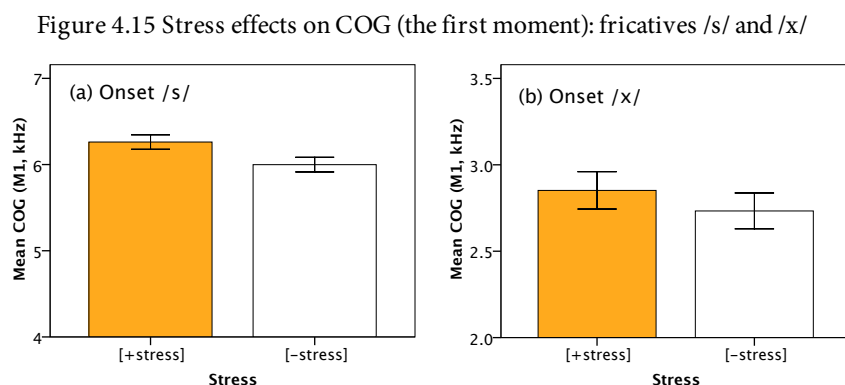 Figure 4.15 Stress effects on COG (the first moment): fricatives /s/ and /x/
(a) Onset /s/
Mean COG (M1, kHz)
7
6
5
4
[+stress] [−stress]
Stress
(b) Onset /x/
Mean COG (M1, kHz)
3.5
3.0
2.5
2.0
[+stress] [−stress]
Stress